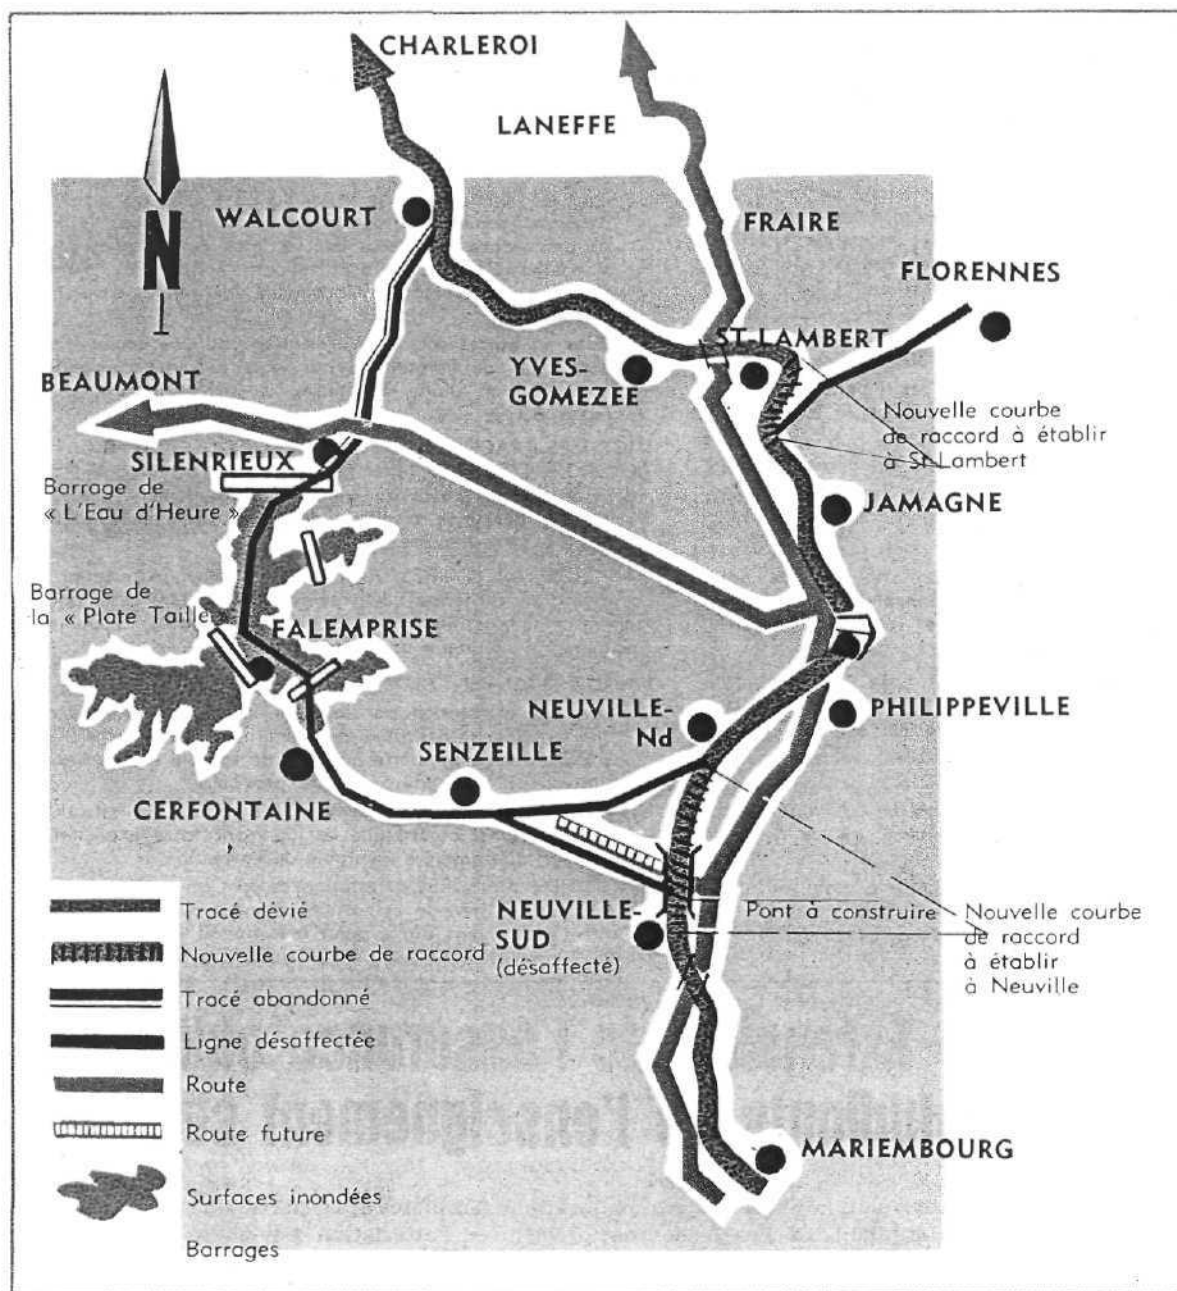 CHARLEROI
LANEFFE
N
WALCOURT
FRAIRE
FLORENNES
ST-LAMBERT
BEAUMONT
YVES-
GOMEZEE
Nouvelle courbe
de raccord à établir
à St-Lambert
SILENRIEUX
Barrage de
« L'Eau d'Heure »
JAMAGNE
Barrage de
la « Plate Taille »
FALEMPRISE
NEUVILLE-
Nd
PHILIPPEVILLE
SENZEILLE
CERFONTAINE
NEUVILLE-
SUD
(désaffecté)
Pont à construire
Nouvelle courbe
de raccord
à établir
à Neuville
MARIEMBOURG
Tracé dévié
Nouvelle courbe de raccord
Tracé abandonné
Ligne désaffectée
Route
Route future
Surfaces inondées
Barrages